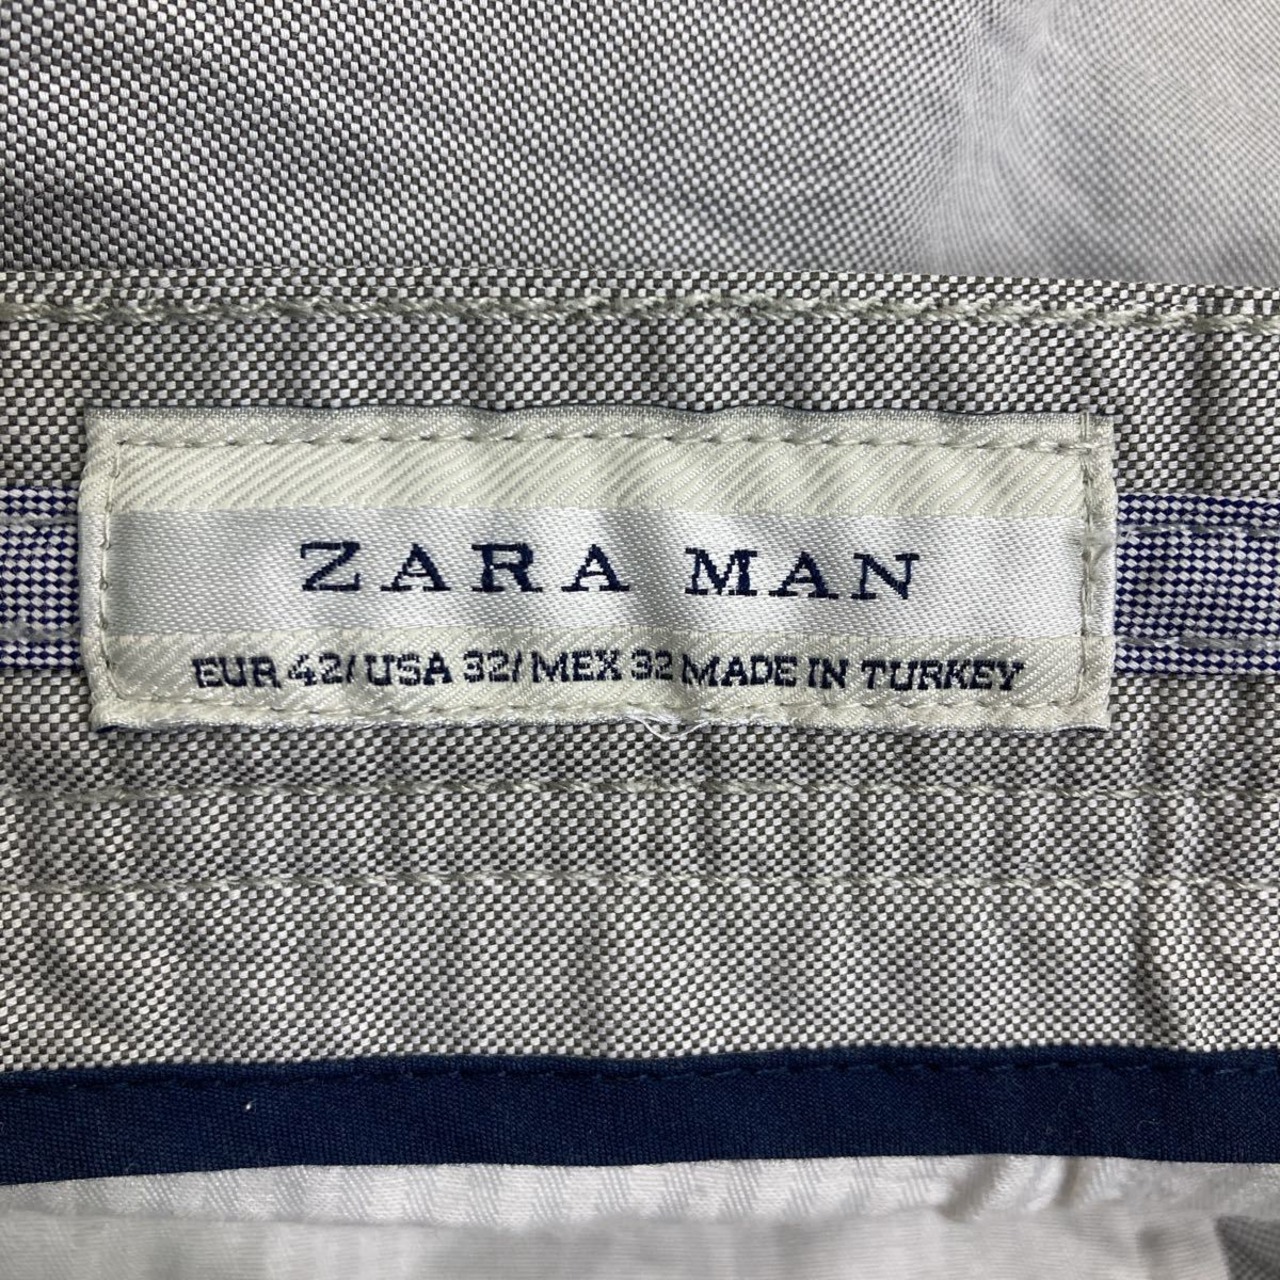 ZARA MAN
EUR 42/ USA 32/ MEX 32 MADE IN TURKEY